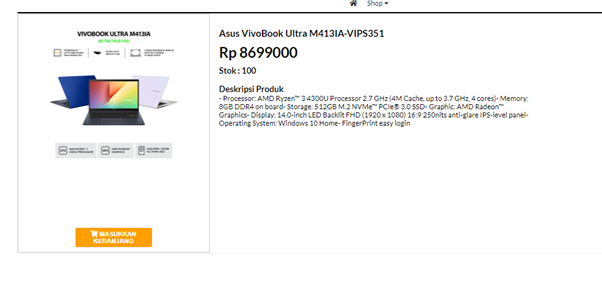 Shop
VIVOBOOK ULTRA M413IA
Asus VivoBook Ultra M413IA-VIPS351
Rp 8699000
Stok : 100
Deskripsi Produk
- Processor: AMD Ryzen™ 3 4300U Processor 2.7 GHz (4M Cache, up to 3.7 GHz, 4 cores)- Memory:
8GB DDR4 on board- Storage: 512GB M.2 NVMe™ PCIe® 3.0 SSD- Graphic: AMD Radeon™
Graphics- Display: 14.0-inch LED Backlit FHD (1920 x 1080) 16:9 250nits anti-glare IPS-level panel-
Operating System: Windows 10 Home- FingerPrint easy login
MASUKKAN
KERANJANG